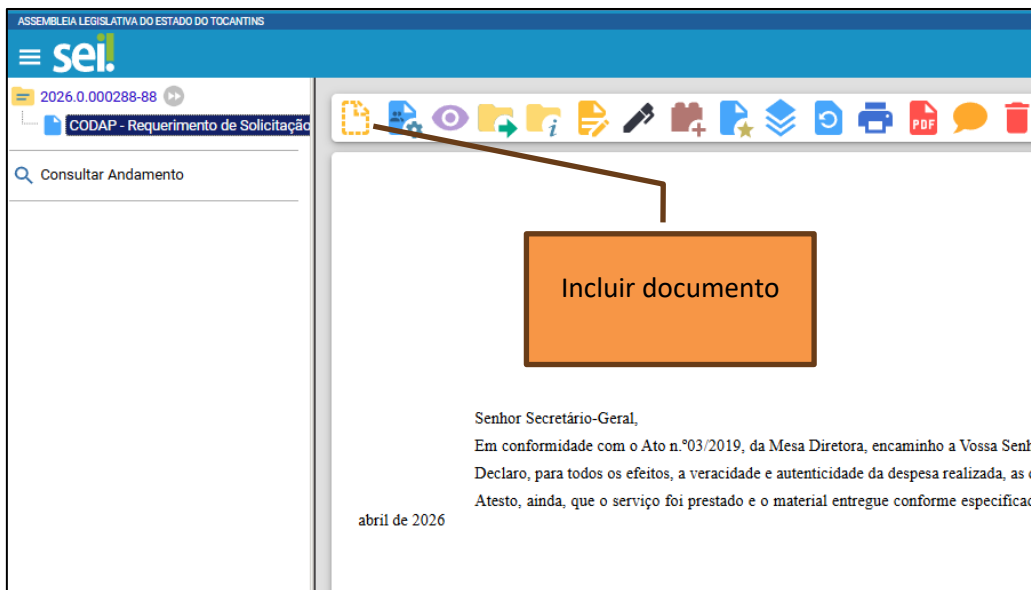 ASSEMBLEIA LEGISLATIVA DO ESTADO DO TOCANTINS
sei!
2026.0.000288-88
CODAP - Requerimento de Solicitação
Consultar Andamento
PDF
Incluir documento
Senhor Secretário-Geral,
Em conformidade com o Ato n.º03/2019, da Mesa Diretora, encaminho a Vossa Senh
Declaro, para todos os efeitos, a veracidade e autenticidade da despesa realizada, as
Atesto, ainda, que o serviço foi prestado e o material entregue conforme especifica
abril de 2026